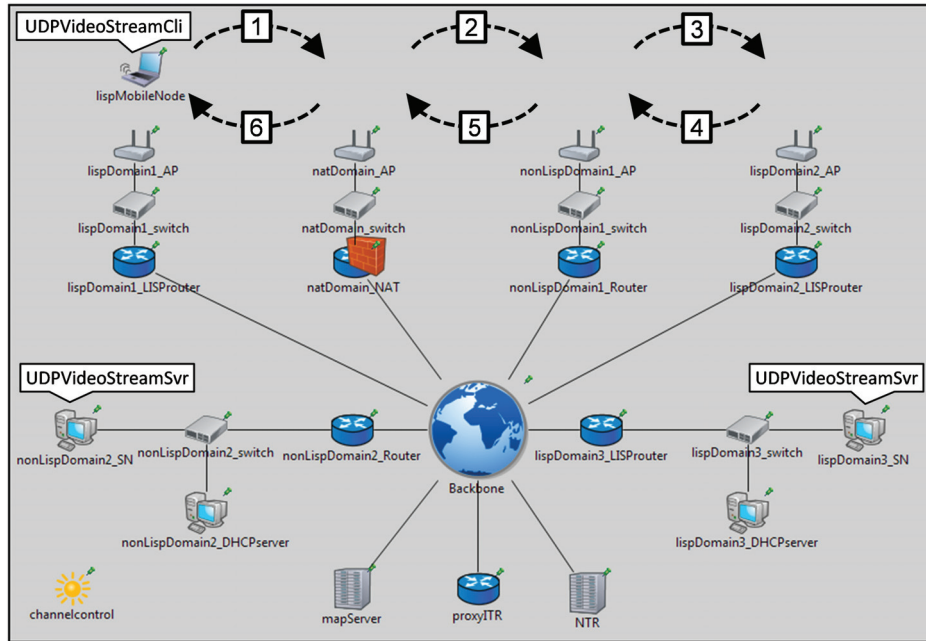 UDPVideoStreamCli
1
2
3
lispMobileNode
6
5
4
lispDomain1_AP
natDomain_AP
nonLispDomain1_AP
lispDomain2_AP
lispDomain1_switch
natDomain_switch
nonLispDomain1_switch
lispDomain2_switch
lispDomain1_LISProuter
natDomain_NAT
nonLispDomain1_Router
lispDomain2_LISProuter
UDPVideoStreamSvr
UDPVideoStreamSvr
nonLispDomain2_SN
nonLispDomain2_switch
nonLispDomain2_Router
lispDomain3_LISProuter
lispDomain3_switch
lispDomain3_SN
Backbone
nonLispDomain2_DHCPserver
lispDomain3_DHCPserver
channelcontrol
mapServer
proxyITR
NTR